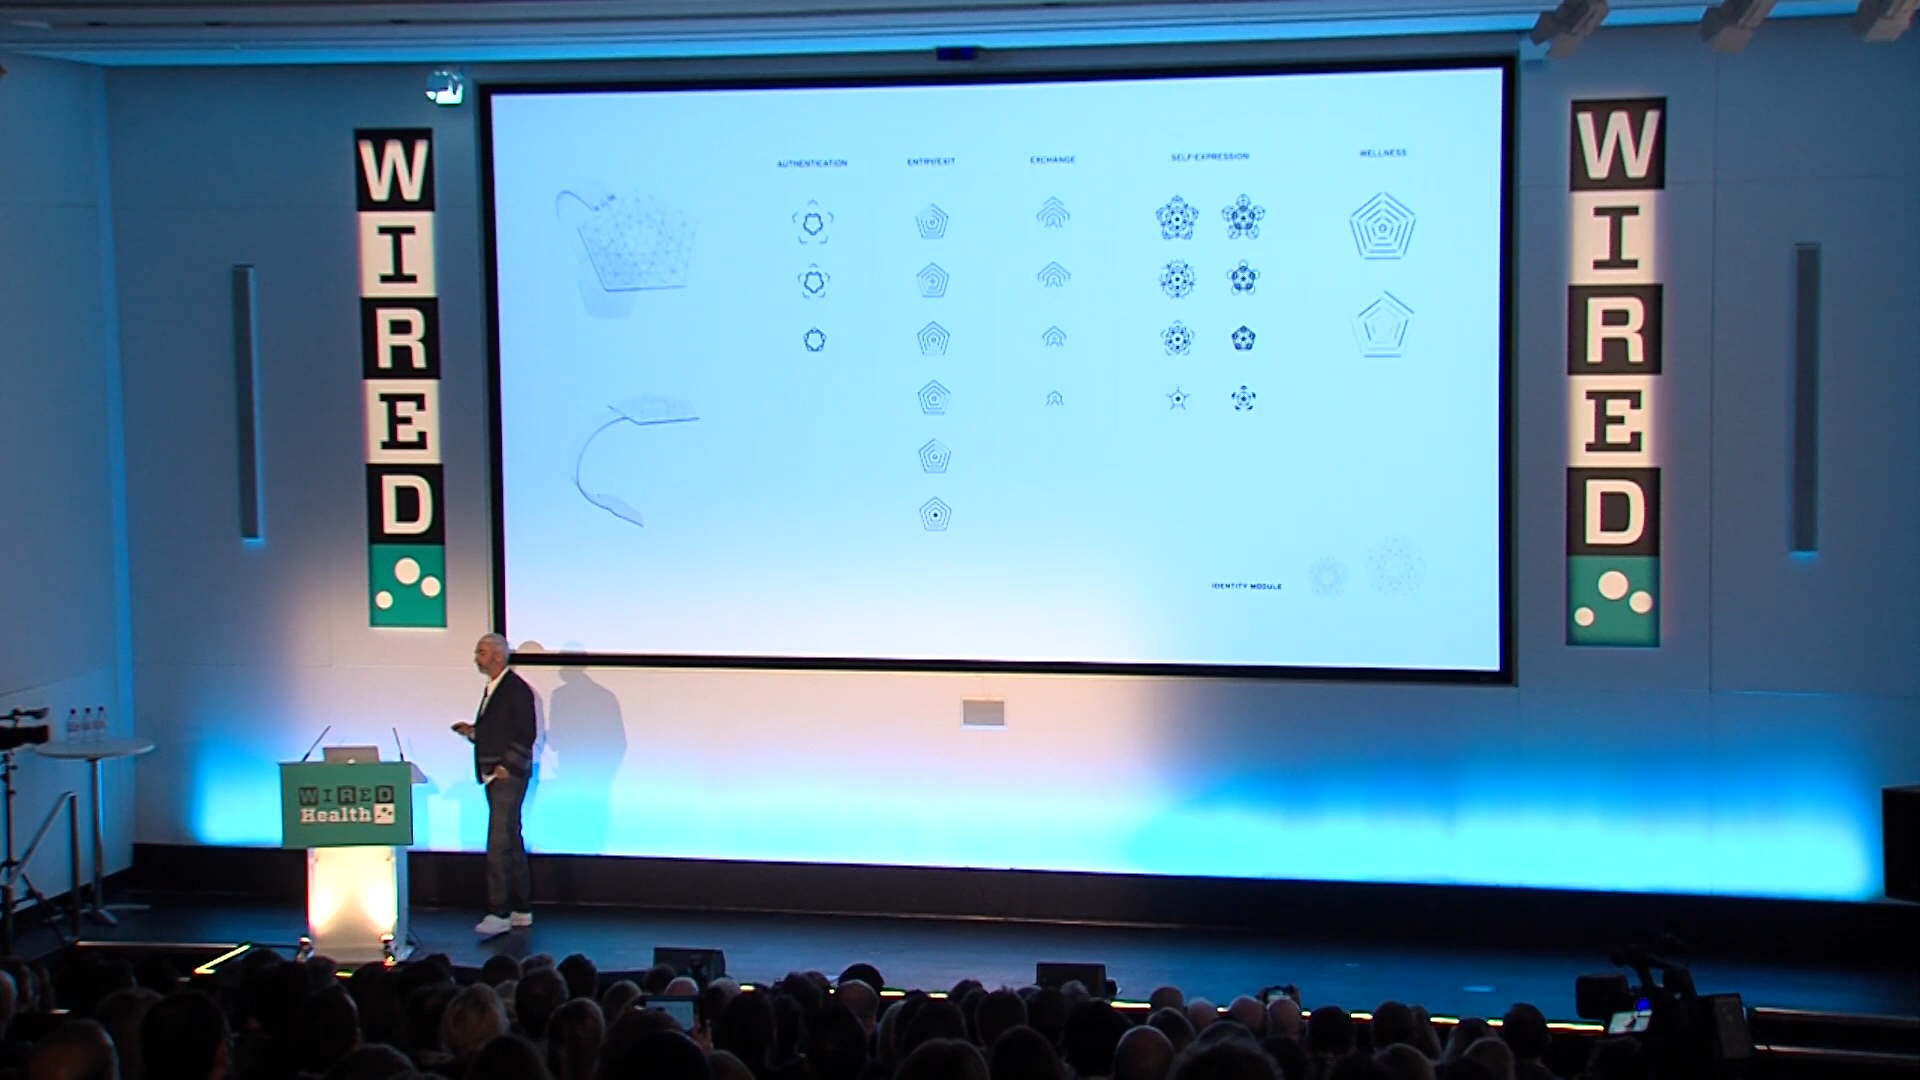 WIRED
AUTHENTICATION
ENTRY/EXIT
EXCHANGE
SELF-EXPRESSION
WELLNESS
IDENTITY MODULE
WIRED
WIRED
Health